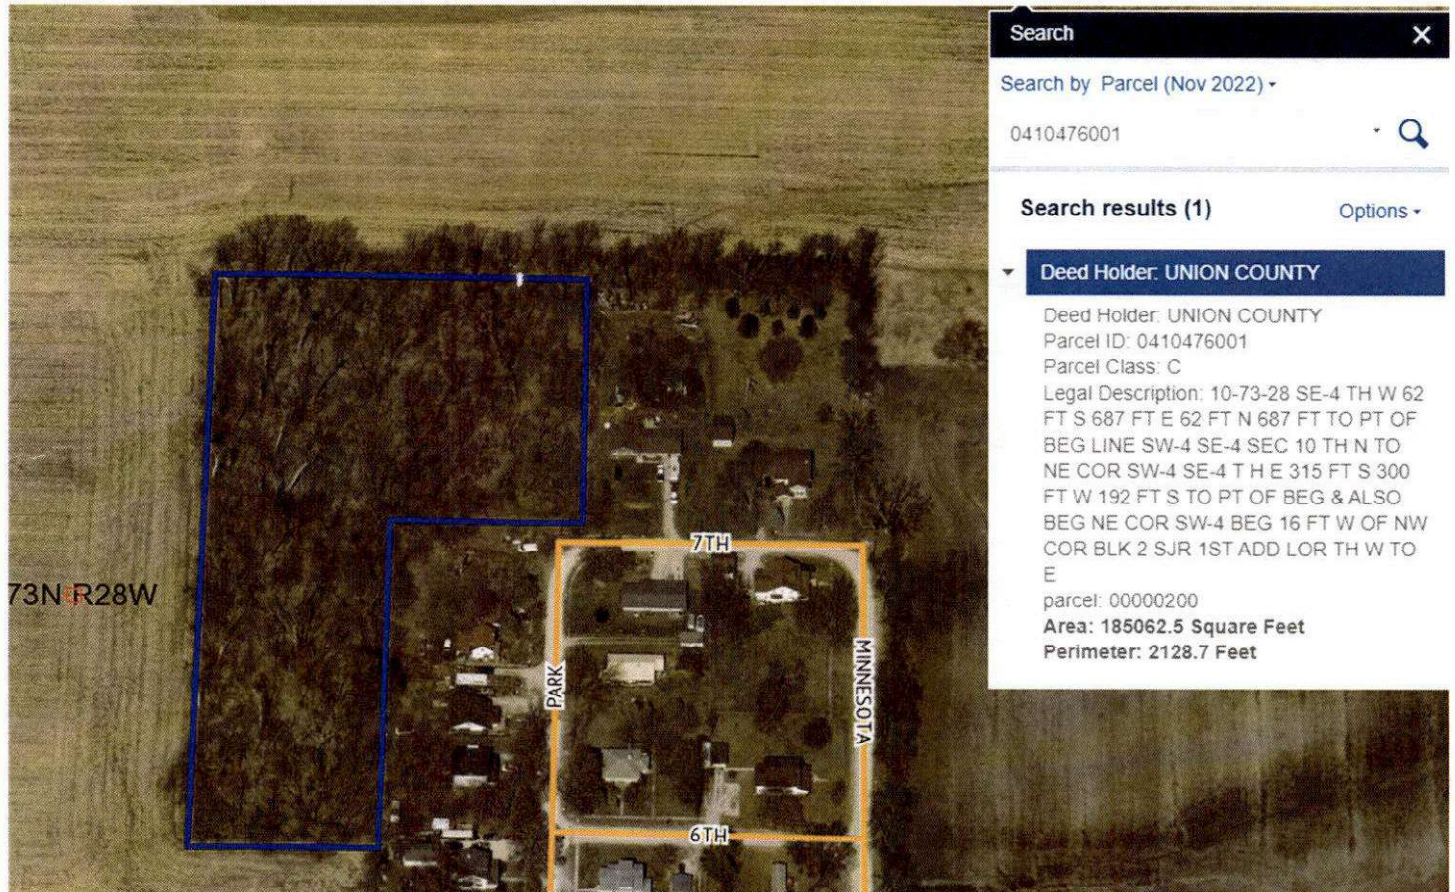 Search
Search by Parcel (Nov 2022)
0410476001
Search results (1)
Options
Deed Holder: UNION COUNTY
Deed Holder: UNION COUNTY
Parcel ID: 0410476001
Parcel Class: C
Legal Description: 10-73-28 SE-4 TH W 62
FT S 687 FT E 62 FT N 687 FT TO PT OF
BEG LINE SW-4 SE-4 SEC 10 TH N TO
NE COR SW-4 SE-4 T H E 315 FT S 300
FT W 192 FT S TO PT OF BEG & ALSO
BEG NE COR SW-4 BEG 16 FT W OF NW
COR BLK 2 SJR 1ST ADD LOR TH W TO
E
parcel: 00000200
Area: 185062.5 Square Feet
Perimeter: 2128.7 Feet
7TH
73N R28W
PARK
MINNESOTA
6TH